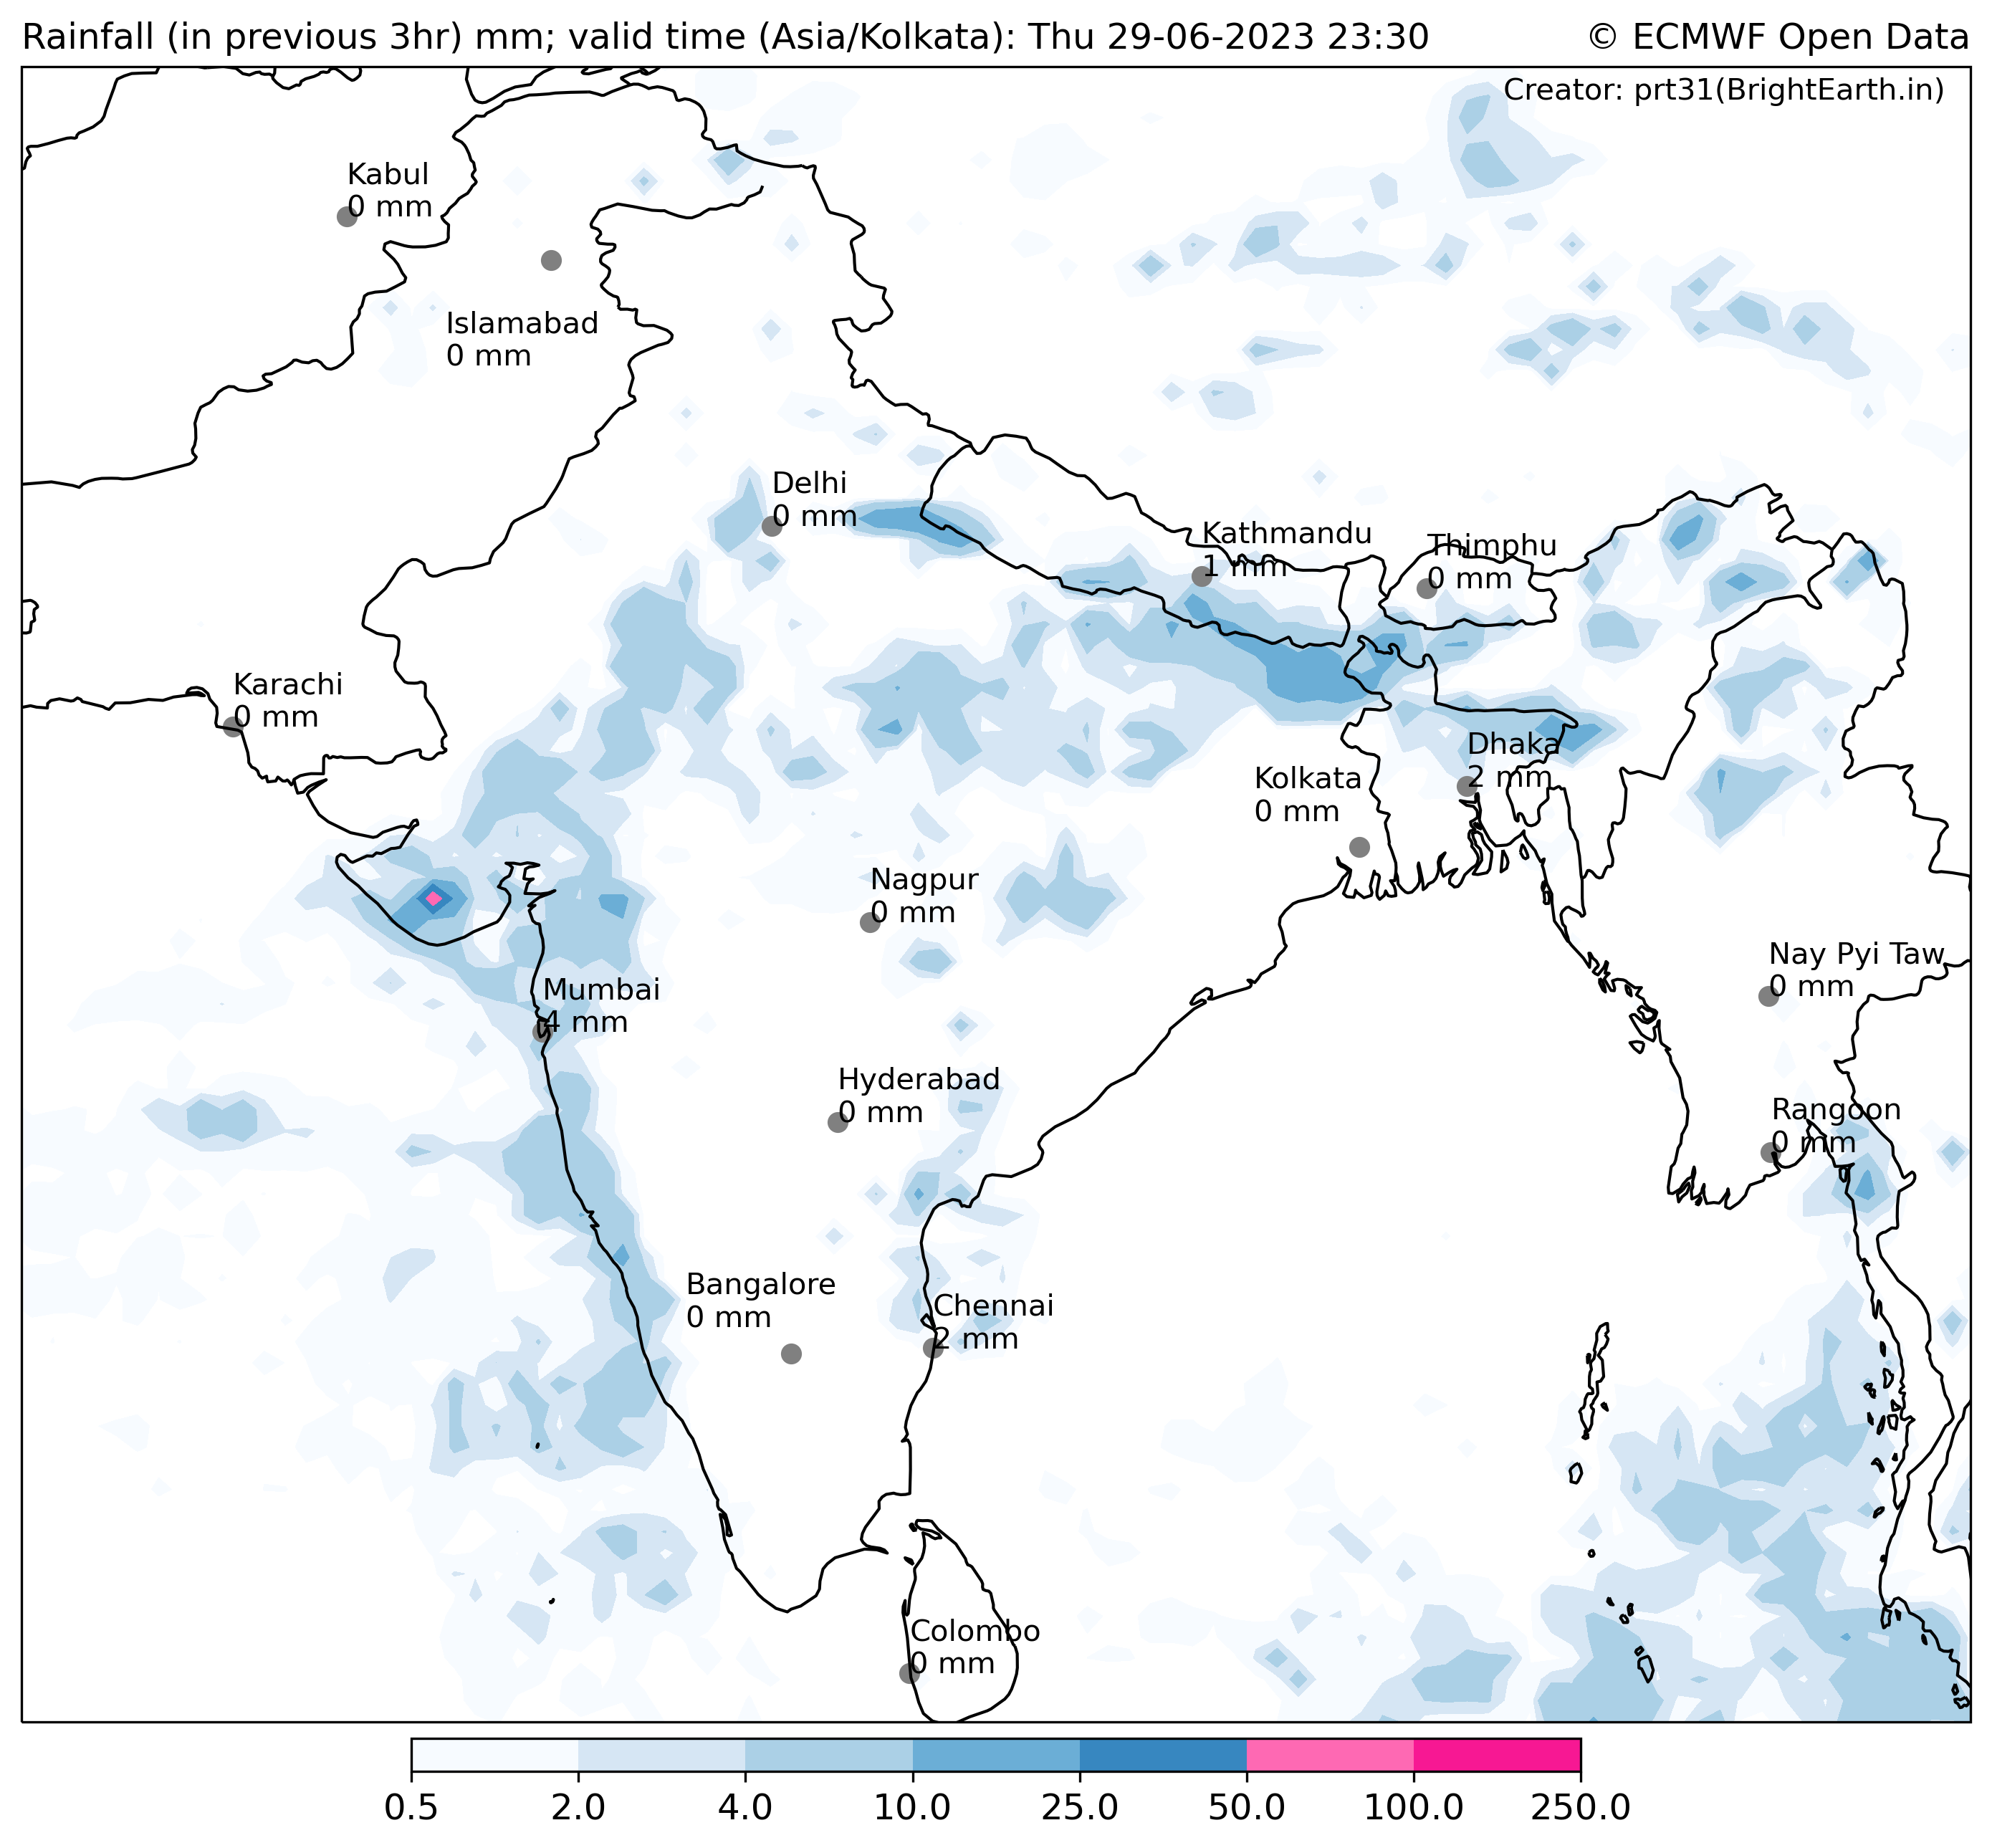 Rainfall (in previous 3hr) mm; valid time (Asia/Kolkata): Thu 29-06-2023 23:30
© ECMWF Open Data
Creator: prt31(BrightEarth.in)
Kabul
0 mm
Islamabad
0 mm
Delhi
0 mm
Kathmandu
1 mm
Thimphu
0 mm
Karachi
0 mm
Dhaka
2 mm
Kolkata
0 mm
Nagpur
0 mm
Nay Pyi Taw
0 mm
Mumbai
4 mm
Hyderabad
0 mm
Rangoon
0 mm
Bangalore
0 mm
Chennai
2 mm
Colombo
0 mm
0.5 2.0 4.0 10.0 25.0 50.0 100.0 250.0